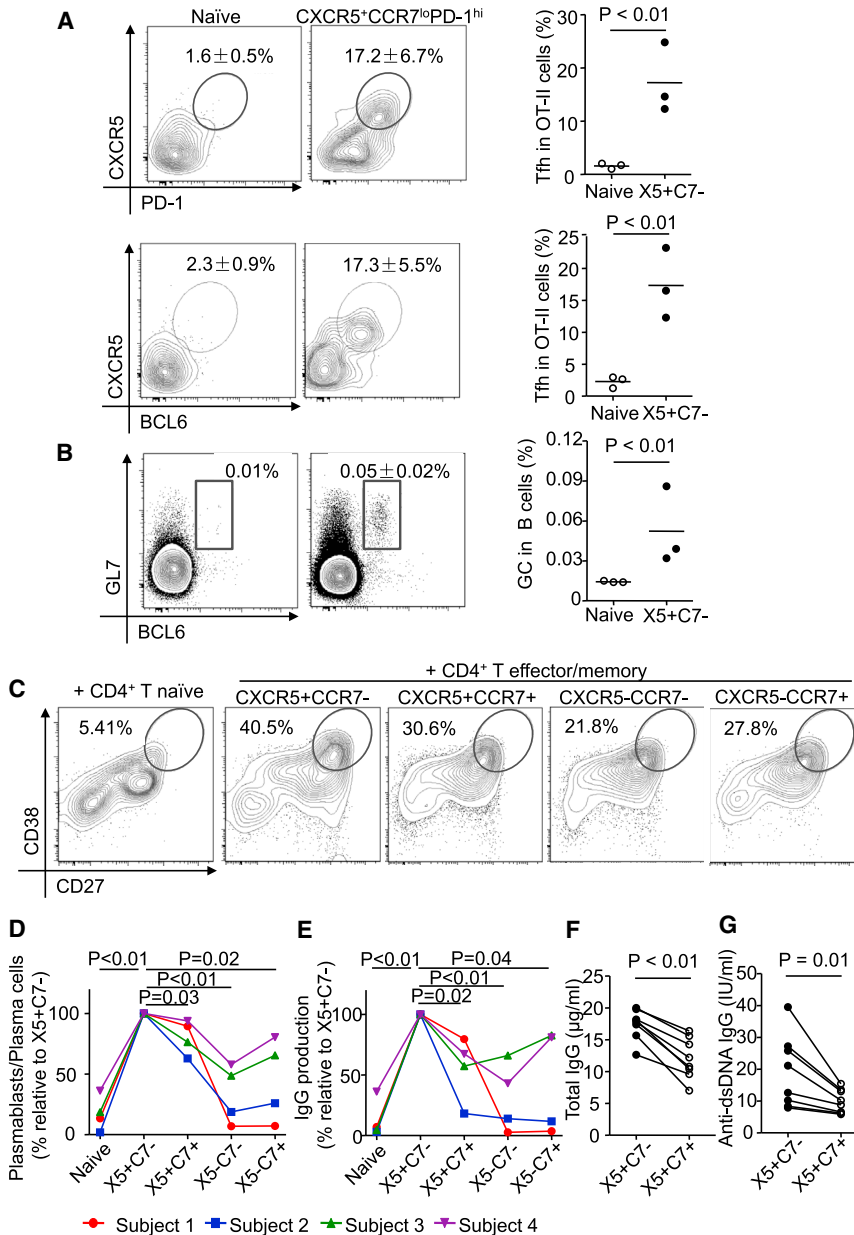 A
Naïve
CXCR5⁺CCR7ˡᵒPD-1ʰⁱ
1.6±0.5%
17.2±6.7%
CXCR5
PD-1
P < 0.01
Tfh in OT-II cells (%)
30
20
10
0
Naive X5+C7-
2.3±0.9%
17.3±5.5%
CXCR5
BCL6
P < 0.01
Tfh in OT-II cells (%)
25
20
15
10
5
0
Naive X5+C7-
B
0.01%
0.05±0.02%
GL7
BCL6
P < 0.01
GC in B cells (%)
0.12
0.09
0.06
0.03
0
Naive X5+C7-
C
+ CD4⁺ T naïve
+ CD4⁺ T effector/memory
CXCR5+CCR7-
CXCR5+CCR7+
CXCR5-CCR7-
CXCR5-CCR7+
5.41%
40.5%
30.6%
21.8%
27.8%
CD38
CD27
D
P<0.01
P=0.02
P<0.01
P=0.03
Plasmablasts/Plasma cells
(% relative to X5+C7-)
100
50
0
Naive
X5+C7-
X5+C7+
X5-C7-
X5-C7+
E
P<0.01
P=0.04
P<0.01
P=0.02
IgG production
(% relative to X5+C7-)
100
50
0
Naive
X5+C7-
X5+C7+
X5-C7-
X5-C7+
F
P < 0.01
Total IgG (µg/ml)
25
20
15
10
5
0
X5+C7-
X5+C7+
G
P = 0.01
Anti-dsDNA IgG (IU/ml)
50
40
30
20
10
0
X5+C7-
X5+C7+
Subject 1
Subject 2
Subject 3
Subject 4